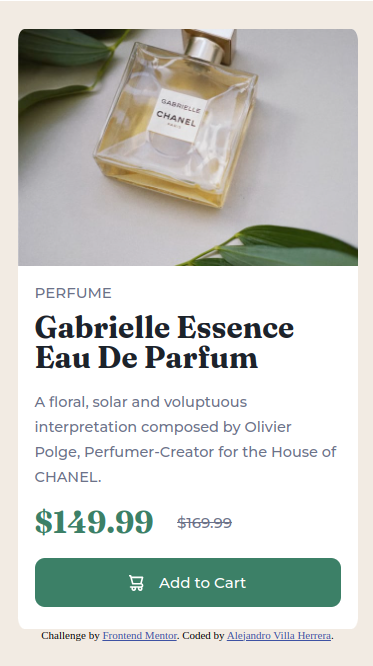 GABRIELLE
CHANEL
PARIS
PERFUME
Gabrielle Essence
Eau De Parfum
A floral, solar and voluptuous
interpretation composed by Olivier
Polge, Perfumer-Creator for the House of
CHANEL.
$149.99 $169.99
Add to Cart
Challenge by Frontend Mentor. Coded by Alejandro Villa Herrera.